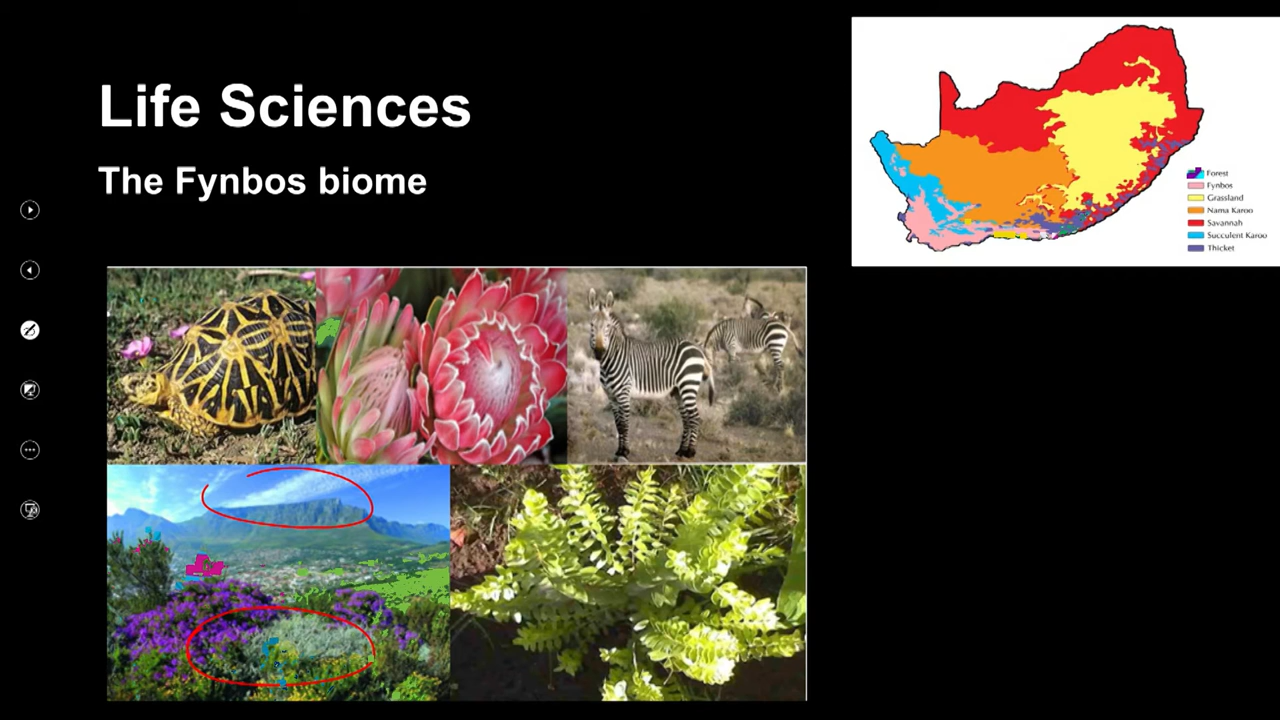 Life Sciences
The Fynbos biome
Forest
Fynbos
Grassland
Nama Karoo
Savannah
Succulent Karoo
Thicket